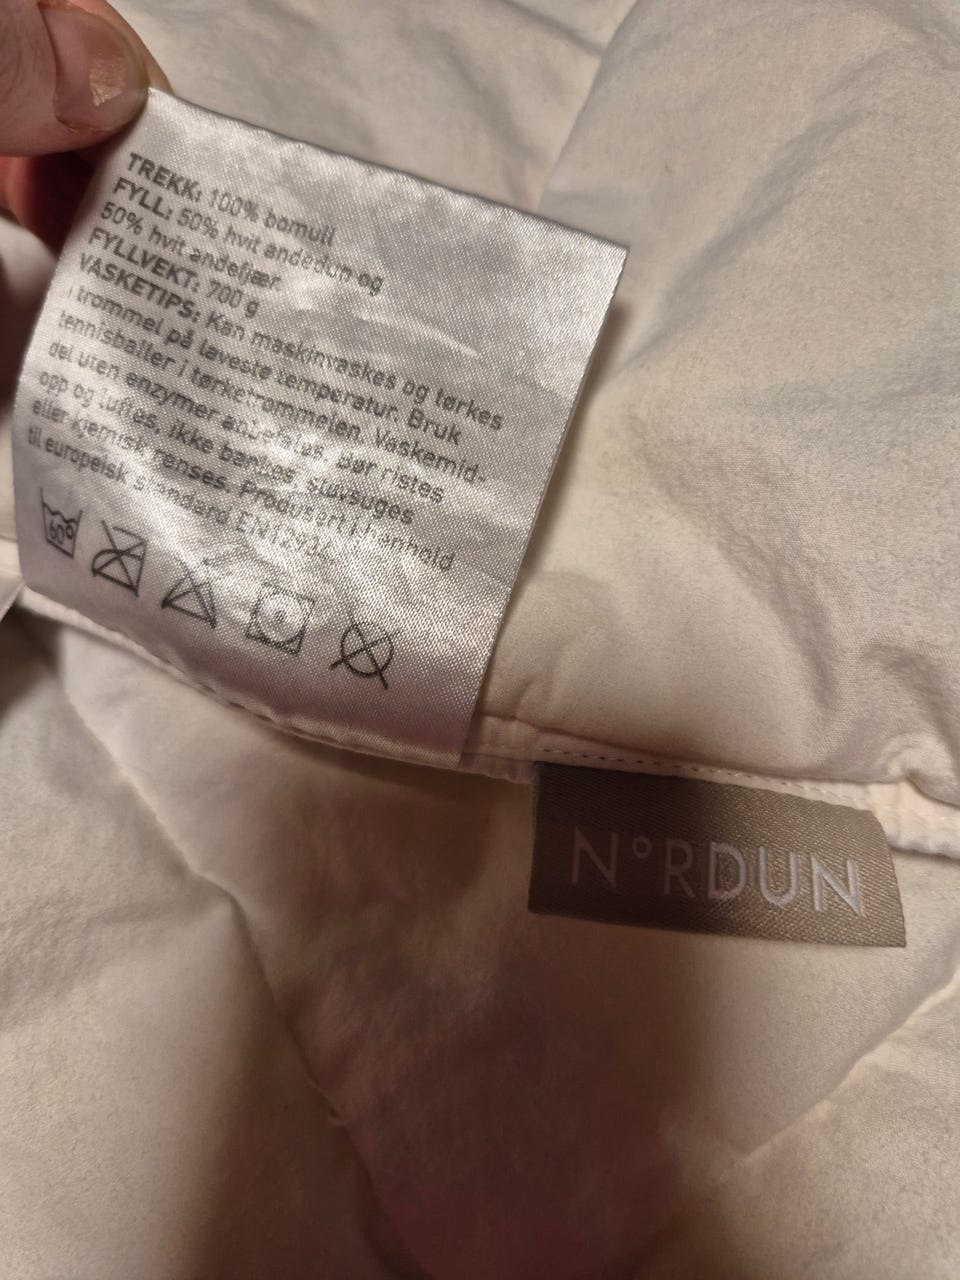 TREKK: 100% bomull
FYLL: 50% hvit andedun og
50% hvit andefjær
FYLLVEKT: 700 g
VASKETIPS: Kan maskinvaskes og tørkes
i trommel på laveste temperatur. Bruk
tennisballer i tørketrommelen. Vaskemid-
del uten enzymer anbefales. Bør ristes
opp og luftes, ikke bankes, støvsuges
eller kjemisk renses. Produsert i henhold
til europeisk standard EN12934.
60
N°RDUN